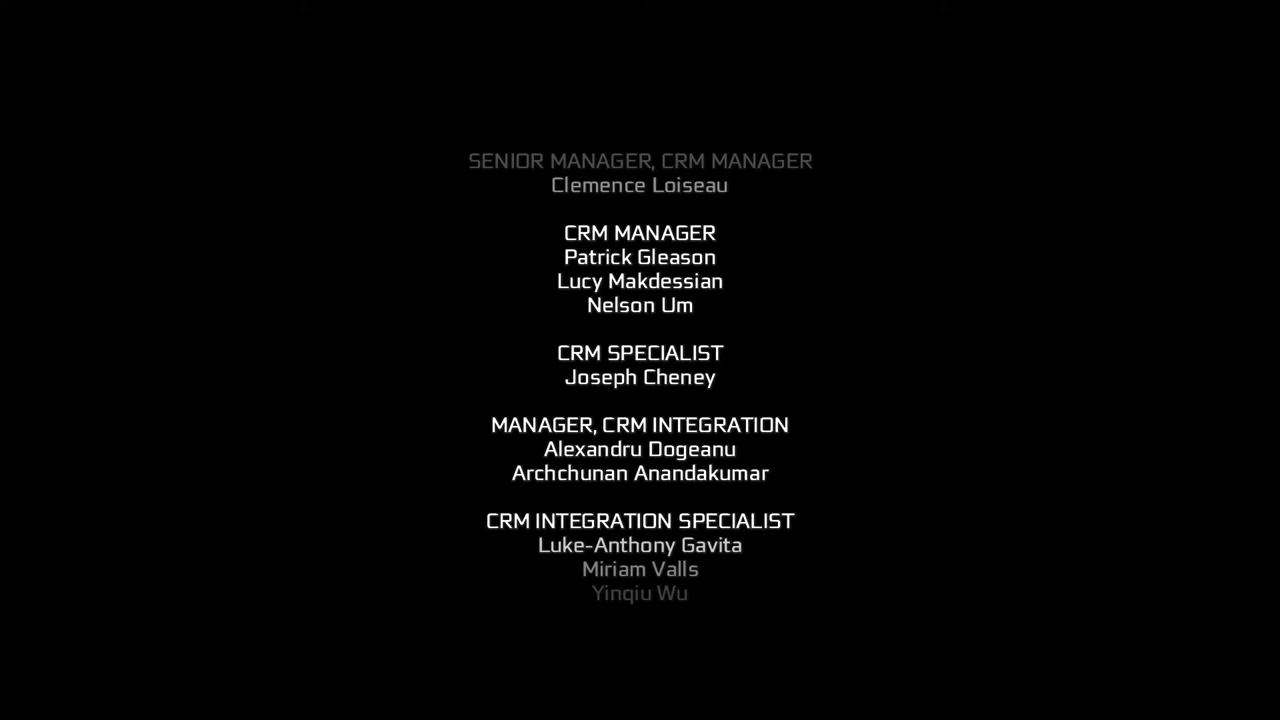 SENIOR MANAGER, CRM MANAGER
Clemence Loiseau
CRM MANAGER
Patrick Gleason
Lucy Makdessian
Nelson Um
CRM SPECIALIST
Joseph Cheney
MANAGER, CRM INTEGRATION
Alexandru Dogeanu
Archchunan Anandakumar
CRM INTEGRATION SPECIALIST
Luke-Anthony Gavita
Miriam Valls
Yinqiu Wu